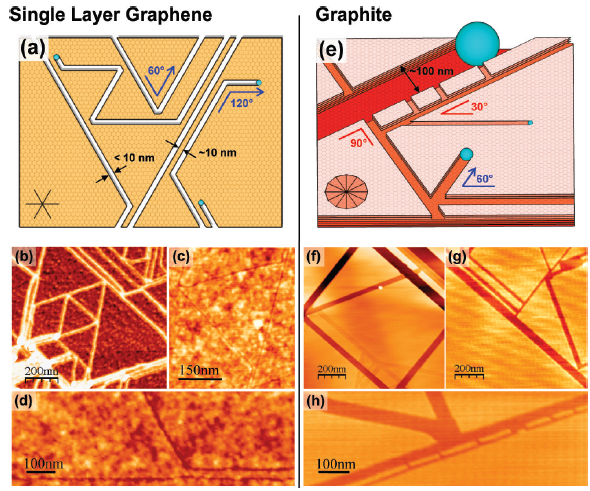 Single Layer Graphene
Graphite
(a)
60°
120°
< 10 nm
~10 nm
(e)
~100 nm
30°
90°
60°
(b)
200nm
(c)
150nm
(d)
100nm
(f)
200nm
(g)
200nm
(h)
100nm